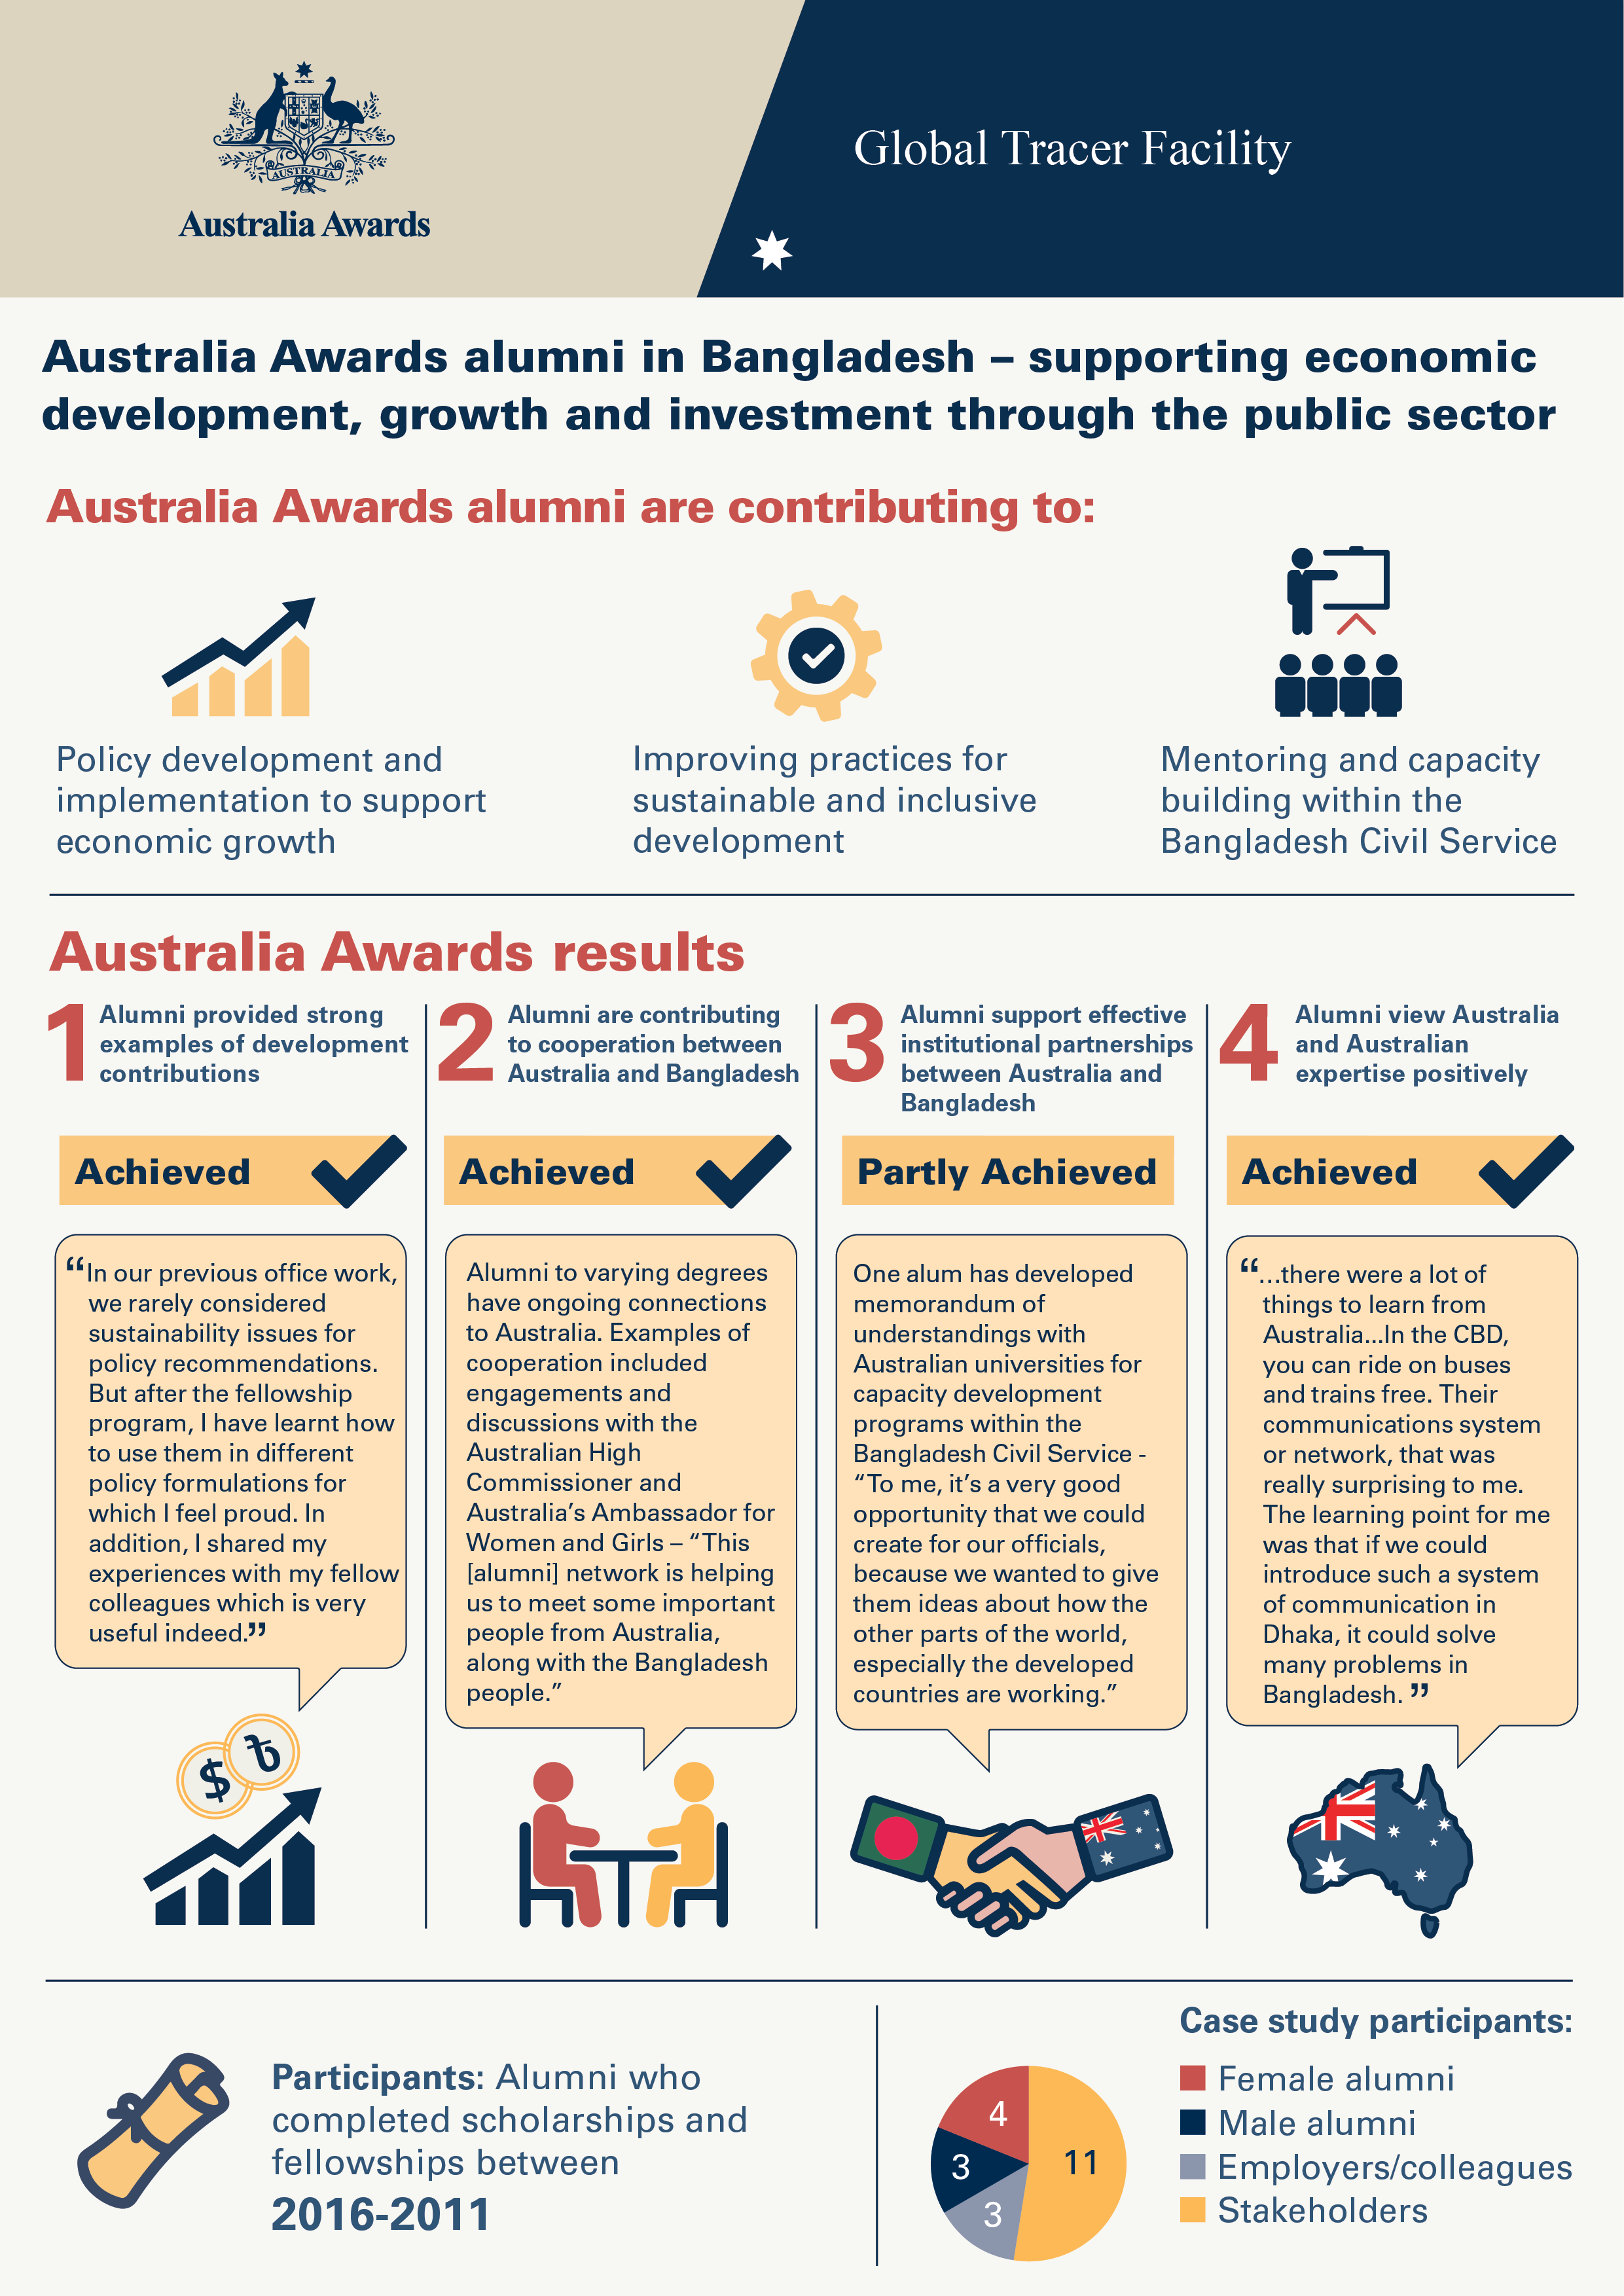 AUSTRALIA
Australia Awards
Global Tracer Facility
Australia Awards alumni in Bangladesh – supporting economic
development, growth and investment through the public sector
Australia Awards alumni are contributing to:
Policy development and
implementation to support
economic growth
Improving practices for
sustainable and inclusive
development
Mentoring and capacity
building within the
Bangladesh Civil Service
Australia Awards results
1
Alumni provided strong
examples of development
contributions
Achieved
“In our previous office work,
we rarely considered
sustainability issues for
policy recommendations.
But after the fellowship
program, I have learnt how
to use them in different
policy formulations for
which I feel proud. In
addition, I shared my
experiences with my fellow
colleagues which is very
useful indeed.”
$ ৳
2
Alumni are contributing
to cooperation between
Australia and Bangladesh
Achieved
Alumni to varying degrees
have ongoing connections
to Australia. Examples of
cooperation included
engagements and
discussions with the
Australian High
Commissioner and
Australia’s Ambassador for
Women and Girls – “This
[alumni] network is helping
us to meet some important
people from Australia,
along with the Bangladesh
people.”
3
Alumni support effective
institutional partnerships
between Australia and
Bangladesh
Partly Achieved
One alum has developed
memorandum of
understandings with
Australian universities for
capacity development
programs within the
Bangladesh Civil Service -
“To me, it’s a very good
opportunity that we could
create for our officials,
because we wanted to give
them ideas about how the
other parts of the world,
especially the developed
countries are working.”
4
Alumni view Australia
and Australian
expertise positively
Achieved
“...there were a lot of
things to learn from
Australia...In the CBD,
you can ride on buses
and trains free. Their
communications system
or network, that was
really surprising to me.
The learning point for me
was that if we could
introduce such a system
of communication in
Dhaka, it could solve
many problems in
Bangladesh. ”
Participants: Alumni who
completed scholarships and
fellowships between
2016-2011
4
3
3
11
Case study participants:
Female alumni
Male alumni
Employers/colleagues
Stakeholders